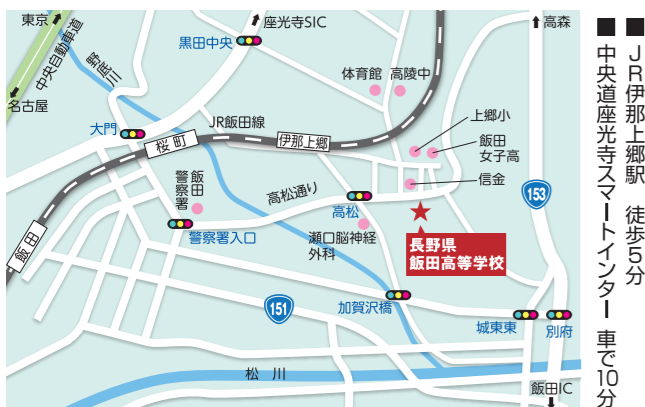 東京
座光寺SIC
高森
黒田中央
中央自動車道
野底川
体育館
高陵中
名古屋
大門
JR飯田線
桜町
伊那上郷
上郷小
飯田
女子高
信金
飯田
警察署
高松通り
高松
153
警察署入口
瀬口脳神経
外科
長野県
飯田高等学校
飯田
151
加賀沢橋
城東東
別府
松川
飯田IC
■JR伊那上郷駅 徒歩5分
■中央道座光寺スマートインター 車で10分